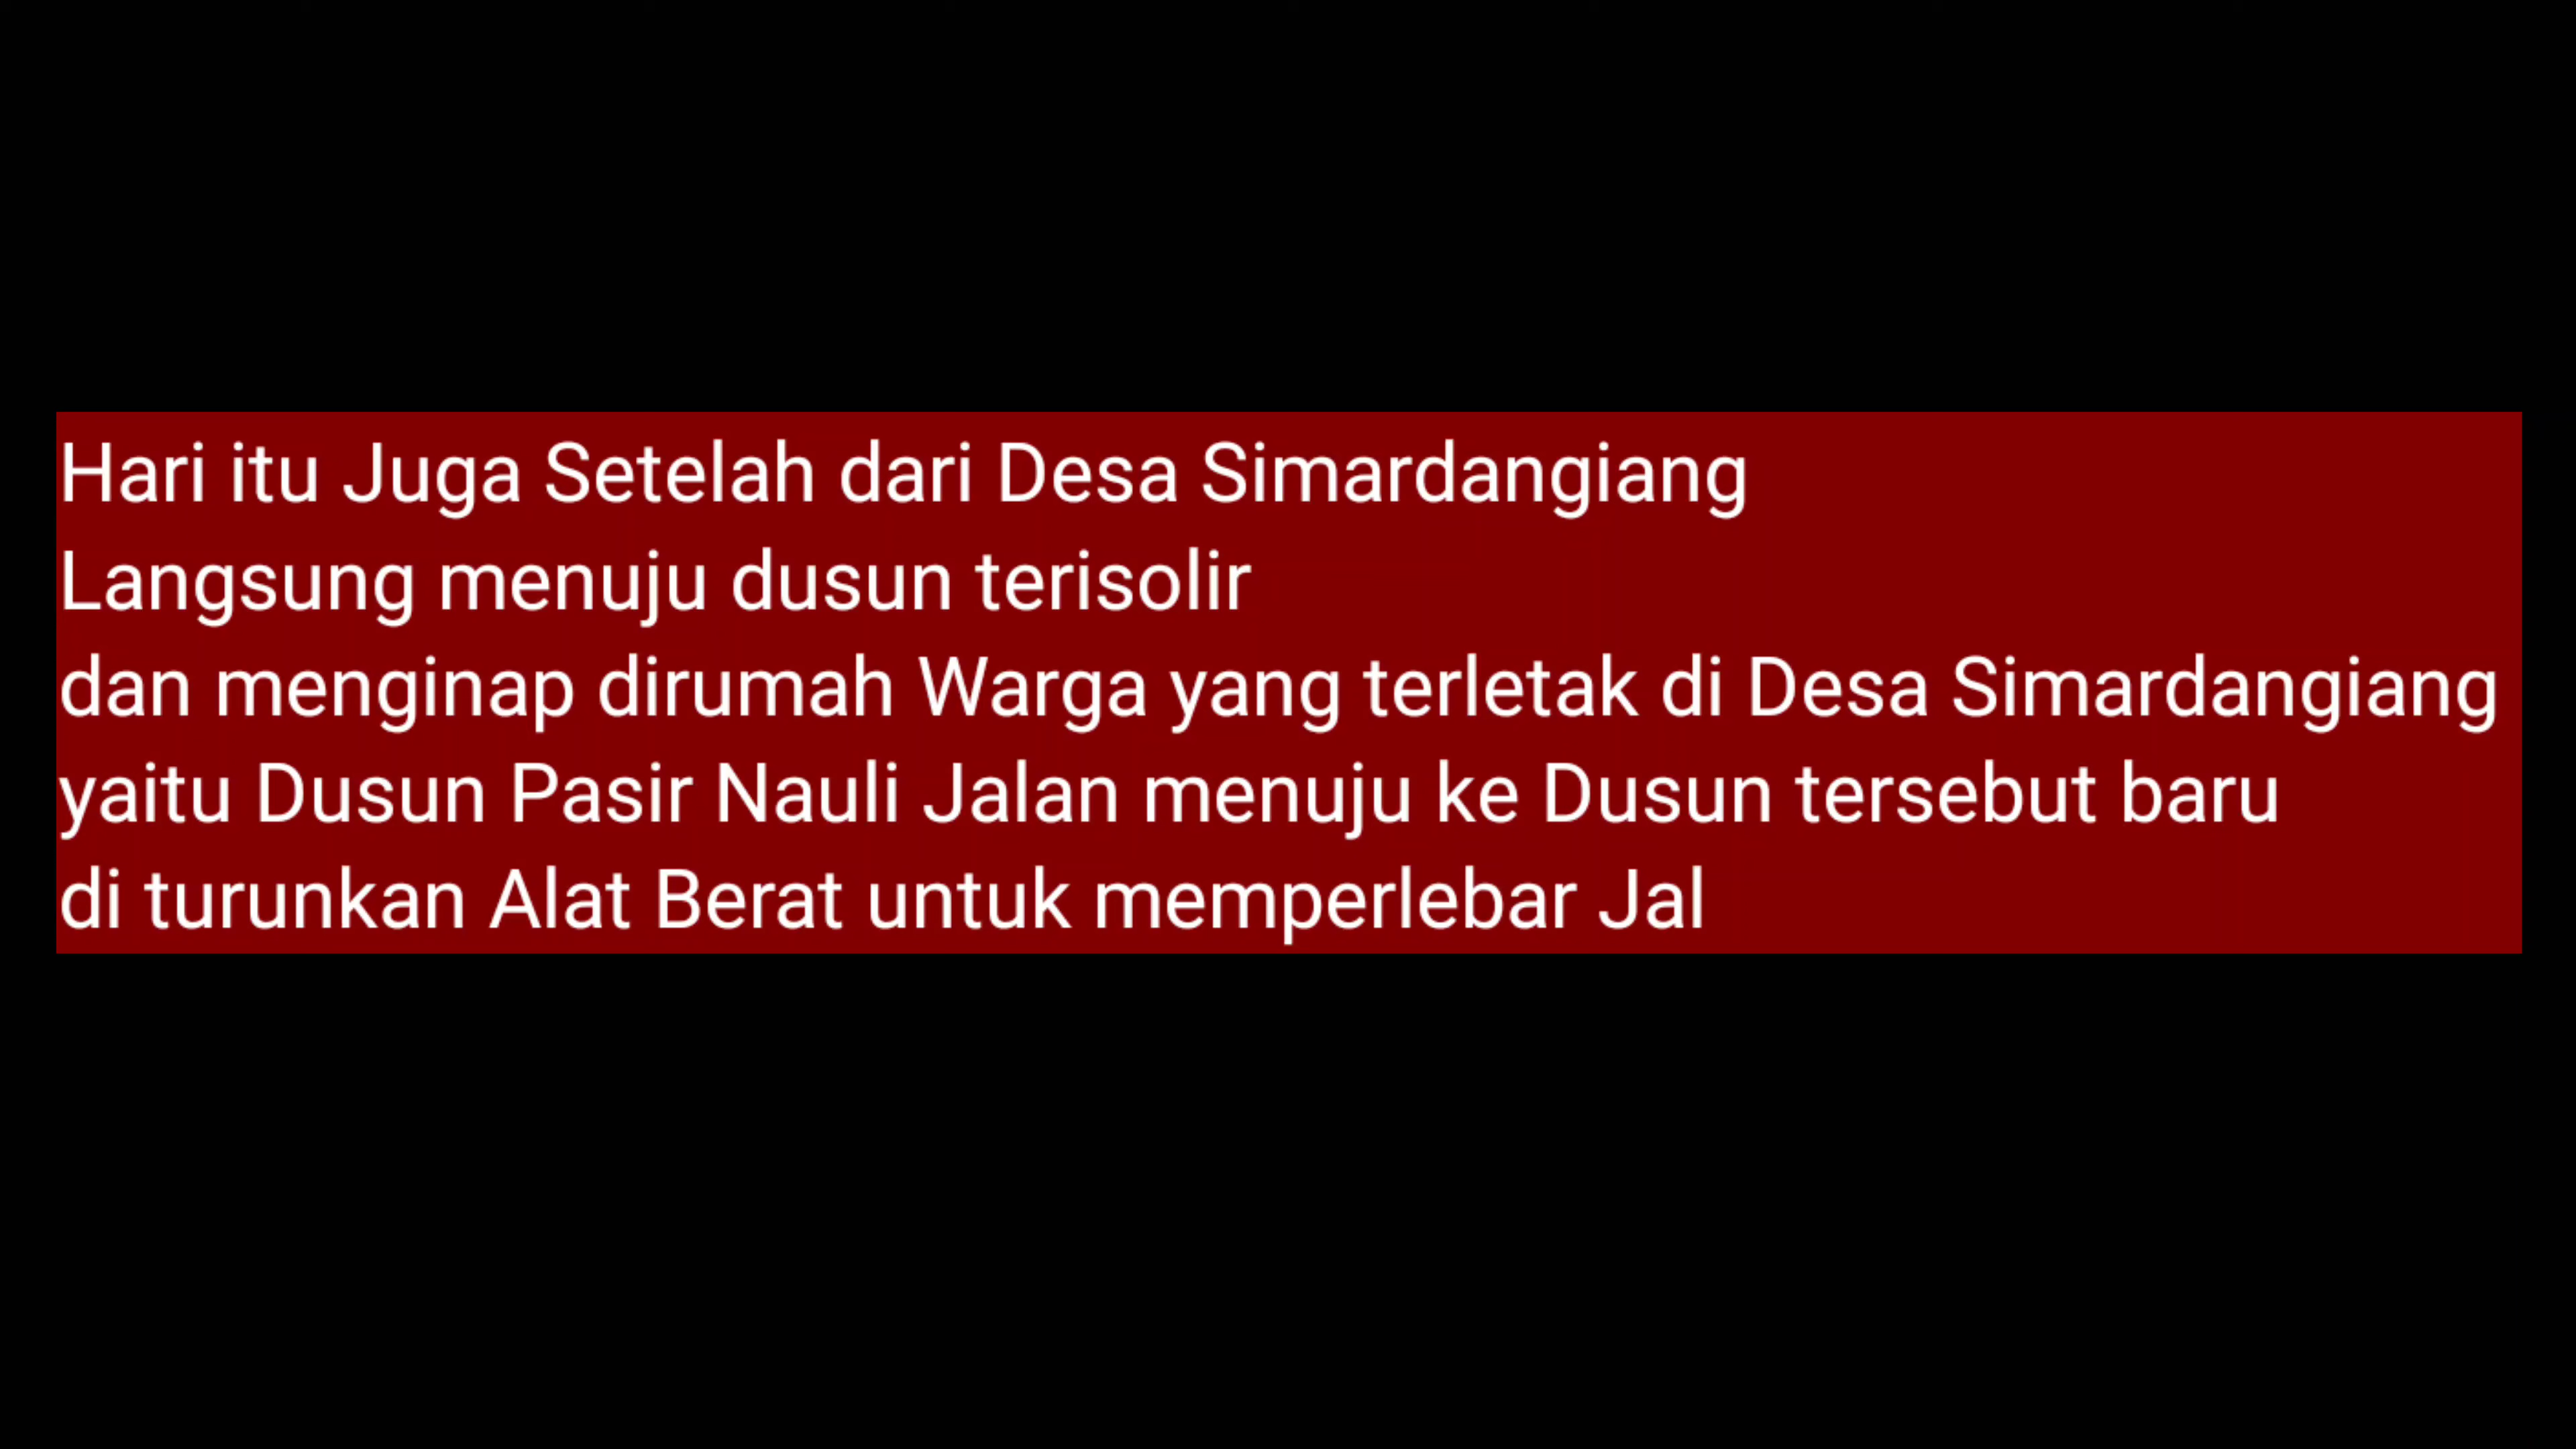 Hari itu Juga Setelah dari Desa Simardangiang
Langsung menuju dusun terisolir
dan menginap dirumah Warga yang terletak di Desa Simardangiang
yaitu Dusun Pasir Nauli Jalan menuju ke Dusun tersebut baru
di turunkan Alat Berat untuk memperlebar Jal